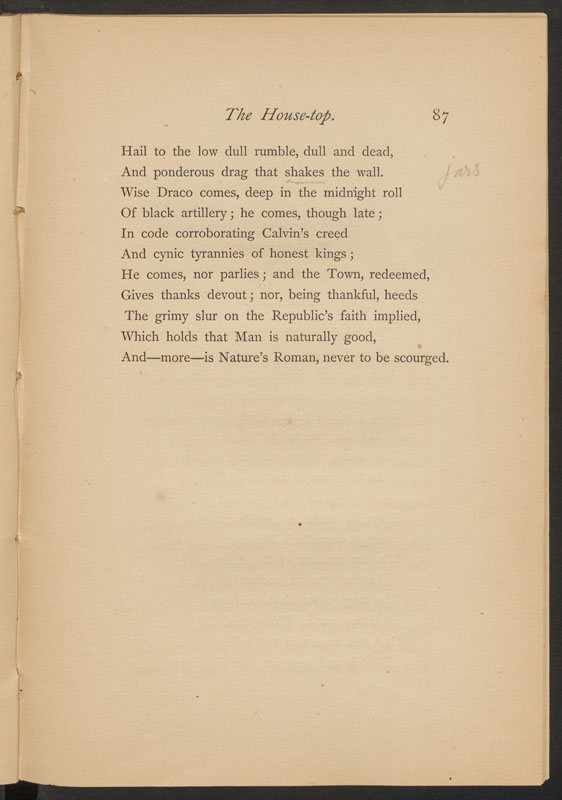 The House-top. 87
Hail to the low dull rumble, dull and dead,
And ponderous drag that shakes the wall.
jars
Wise Draco comes, deep in the midnight roll
Of black artillery; he comes, though late;
In code corroborating Calvin's creed
And cynic tyrannies of honest kings;
He comes, nor parlies; and the Town, redeemed,
Gives thanks devout; nor, being thankful, heeds
The grimy slur on the Republic's faith implied,
Which holds that Man is naturally good,
And—more—is Nature's Roman, never to be scourged.